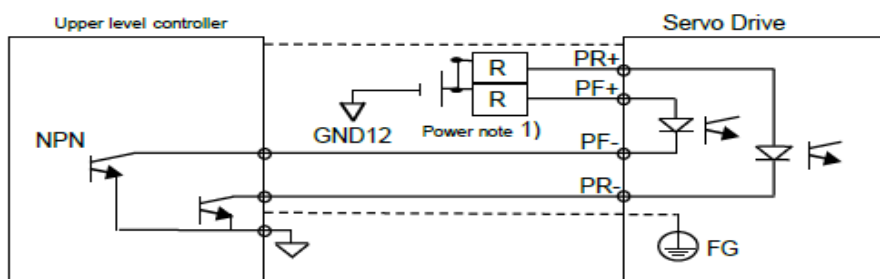 Upper level controller
Servo Drive
R
PR+
R
PF+
GND12
Power note 1)
NPN
PF-
PR-
FG